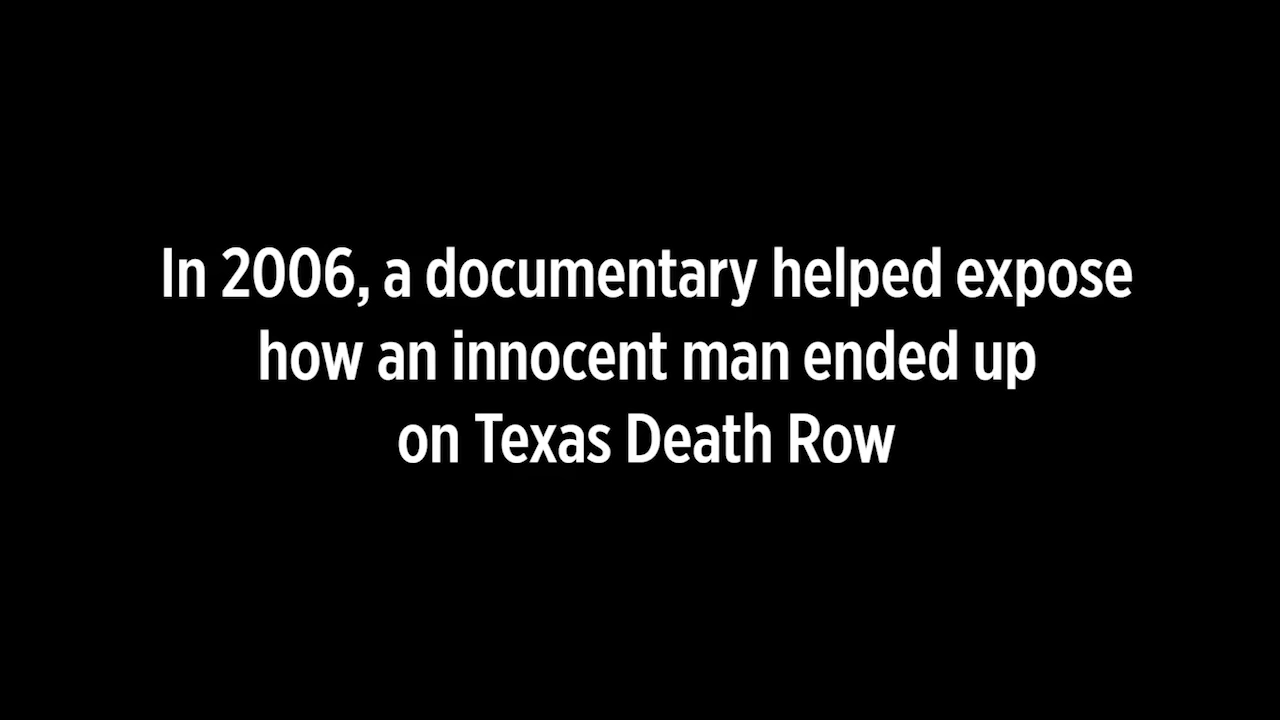 In 2006, a documentary helped expose
how an innocent man ended up
on Texas Death Row